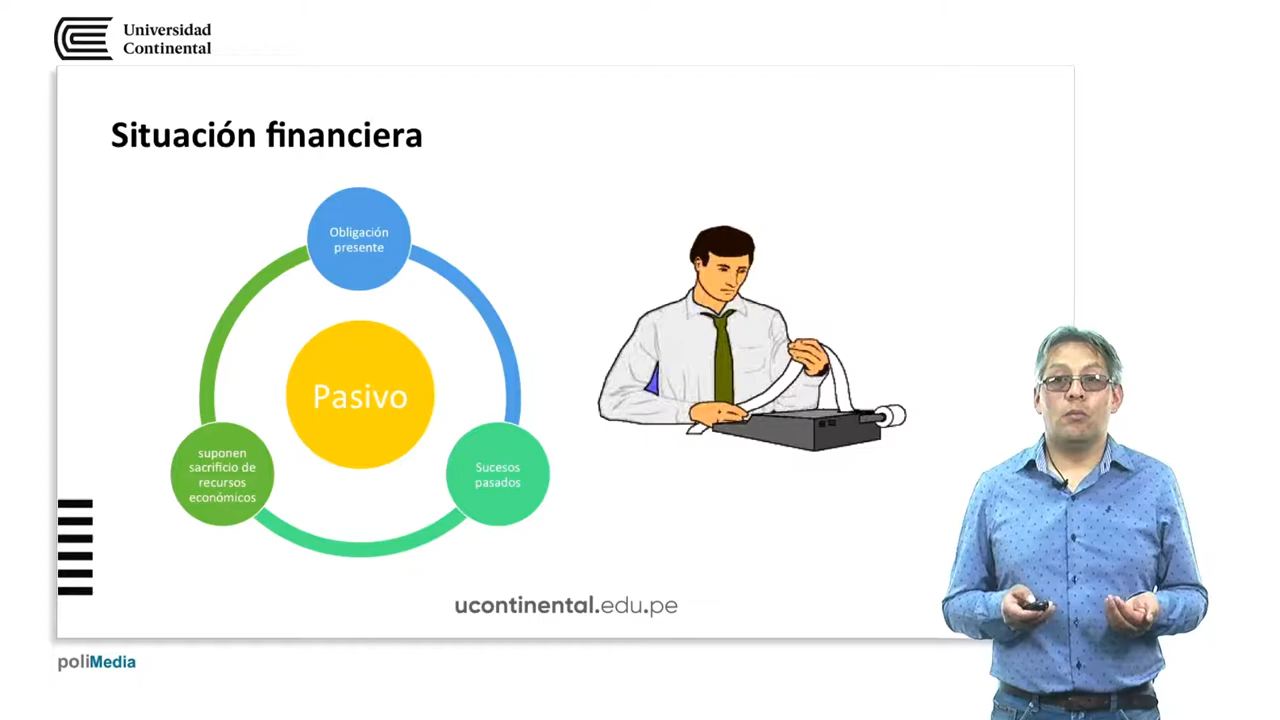 Universidad
Continental
Situación financiera
Obligación
presente
Pasivo
suponen
sacrificio de
recursos
económicos
Sucesos
pasados
ucontinental.edu.pe
poliMedia